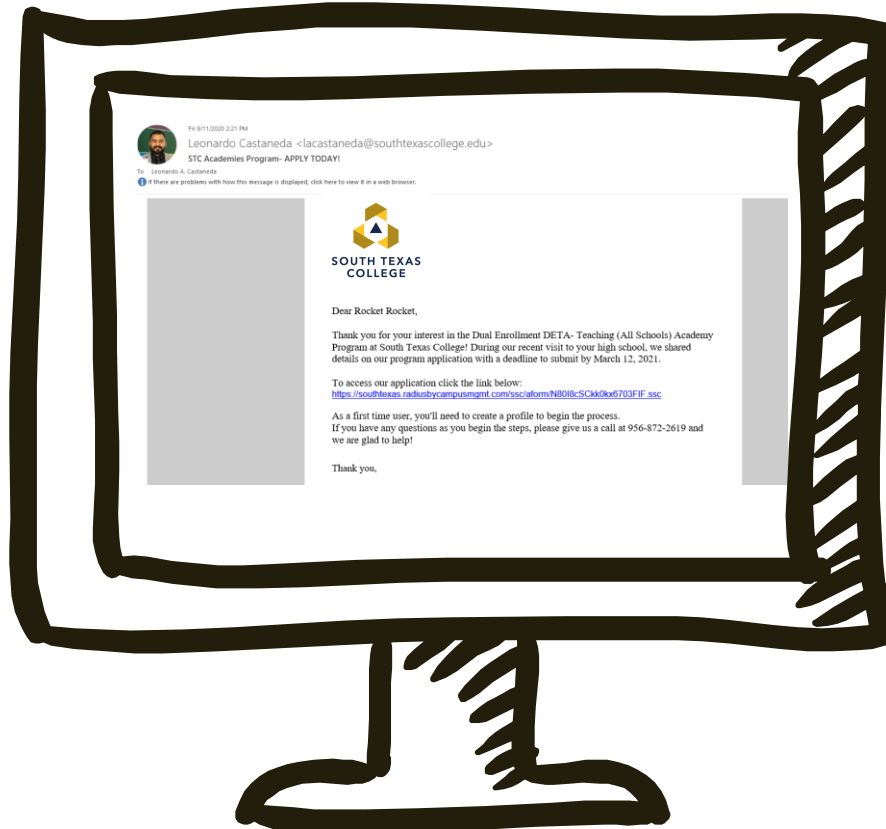 Fri 9/11/2020 2:21 PM
Leonardo Castaneda <lacastaneda@southtexascollege.edu>
STC Academies Program- APPLY TODAY!
To Leonardo A. Castaneda
If there are problems with how this message is displayed, click here to view it in a web browser.
SOUTH TEXAS
COLLEGE
Dear Rocket Rocket,
Thank you for your interest in the Dual Enrollment DETA- Teaching (All Schools) Academy
Program at South Texas College! During our recent visit to your high school, we shared
details on our program application with a deadline to submit by March 12, 2021.
To access our application click the link below:
https://southtexas.radiusbycampusmgmt.com/ssc/aform/N80I8cSCkk0kx6703FIF.ssc
As a first time user, you'll need to create a profile to begin the process.
If you have any questions as you begin the steps, please give us a call at 956-872-2619 and
we are glad to help!
Thank you,